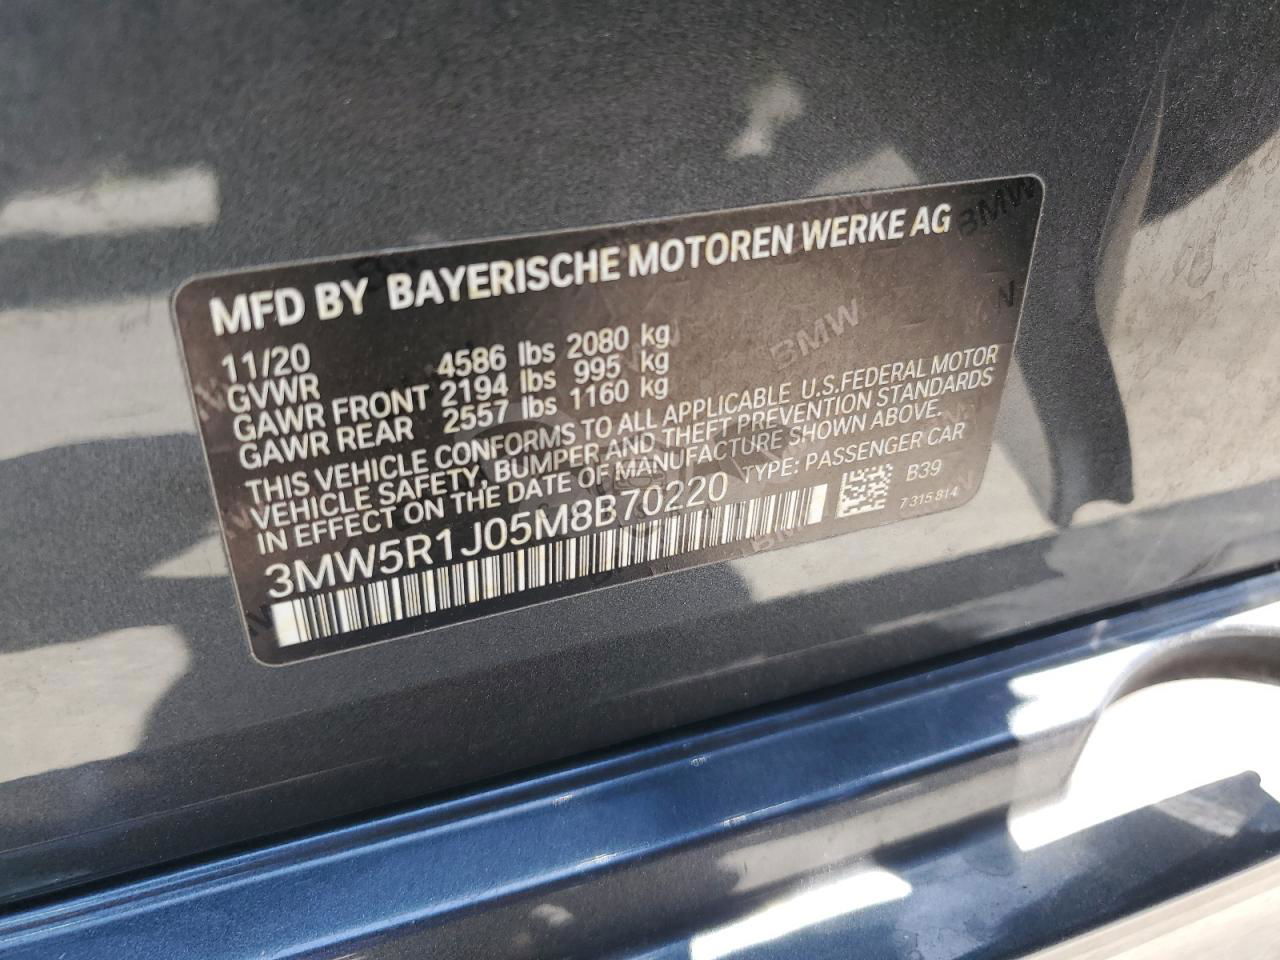 MFD BY BAYERISCHE MOTOREN WERKE AG
11/20
GVWR 4586 lbs 2080 kg
GAWR FRONT 2194 lbs 995 kg
GAWR REAR 2557 lbs 1160 kg
THIS VEHICLE CONFORMS TO ALL APPLICABLE U.S.FEDERAL MOTOR
VEHICLE SAFETY, BUMPER AND THEFT PREVENTION STANDARDS
IN EFFECT ON THE DATE OF MANUFACTURE SHOWN ABOVE.
3MW5R1J05M8B70220 TYPE: PASSENGER CAR
B39
7 315 814
BMW
BMW